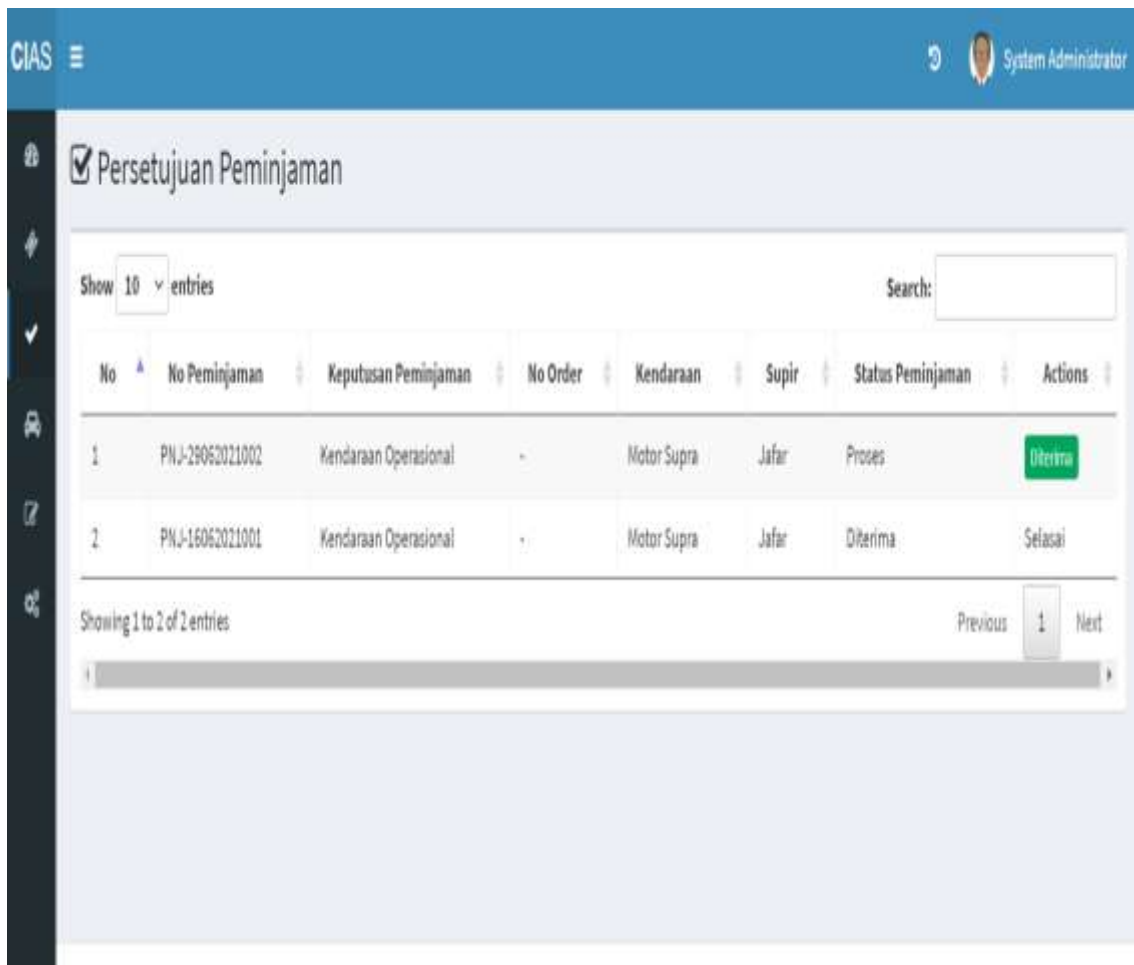 CIAS
System Administrator
Persetujuan Peminjaman
Show 10 entries
Search:
No No Peminjaman Keputusan Peminjaman No Order Kendaraan Supir Status Peminjaman Actions
1 PNJ-29062021002 Kendaraan Operasional - Motor Supra Jafar Proses Diterima
2 PNJ-16062021001 Kendaraan Operasional - Motor Supra Jafar Diterima Selasai
Showing 1 to 2 of 2 entries
Previous 1 Next